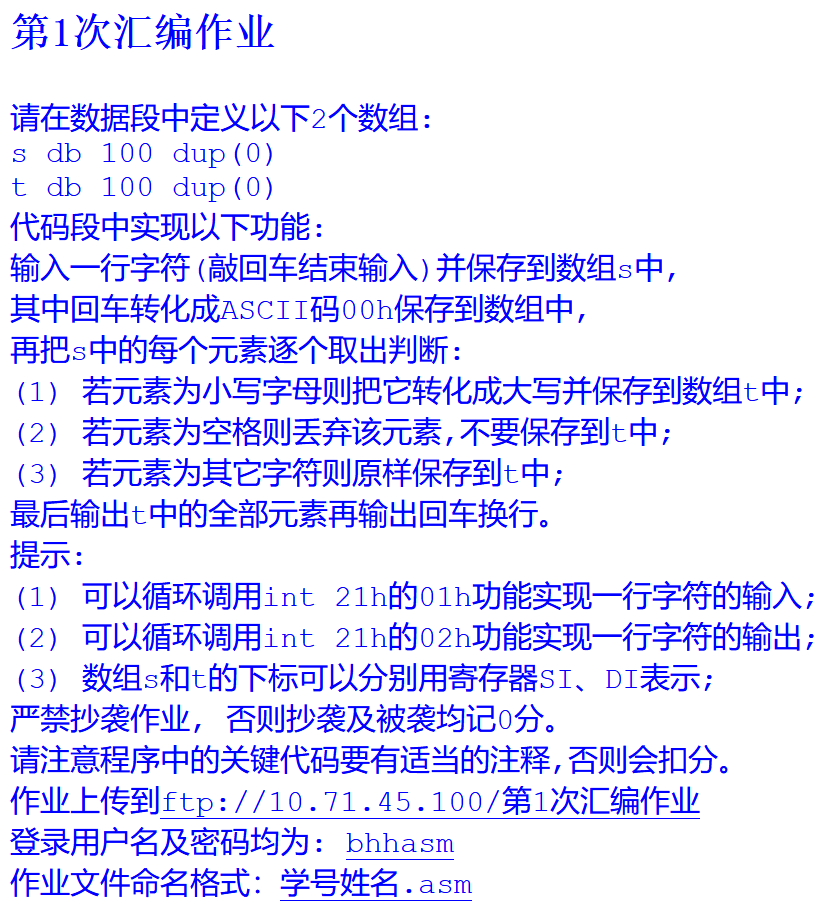 第1次汇编作业
请在数据段中定义以下2个数组:
s db 100 dup(0)
t db 100 dup(0)
代码段中实现以下功能:
输入一行字符(敲回车结束输入)并保存到数组s中,
其中回车转化成ASCII码00h保存到数组中,
再把s中的每个元素逐个取出判断:
(1) 若元素为小写字母则把它转化成大写并保存到数组t中;
(2) 若元素为空格则丢弃该元素,不要保存到t中;
(3) 若元素为其它字符则原样保存到t中;
最后输出t中的全部元素再输出回车换行。
提示:
(1) 可以循环调用int 21h的01h功能实现一行字符的输入;
(2) 可以循环调用int 21h的02h功能实现一行字符的输出;
(3) 数组s和t的下标可以分别用寄存器SI、DI表示;
严禁抄袭作业, 否则抄袭及被袭均记0分。
请注意程序中的关键代码要有适当的注释,否则会扣分。
作业上传到ftp://10.71.45.100/第1次汇编作业
登录用户名及密码均为: bhhasm
作业文件命名格式: 学号姓名.asm